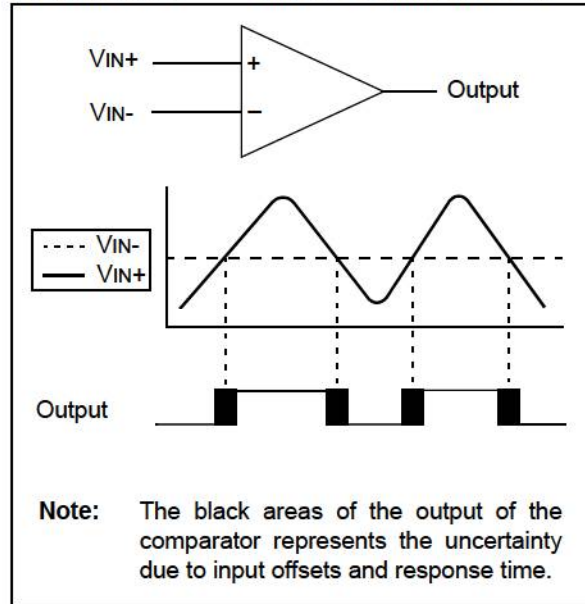 VIN+
+
Output
VIN-
–
VIN-
VIN+
Output
Note: The black areas of the output of the
comparator represents the uncertainty
due to input offsets and response time.